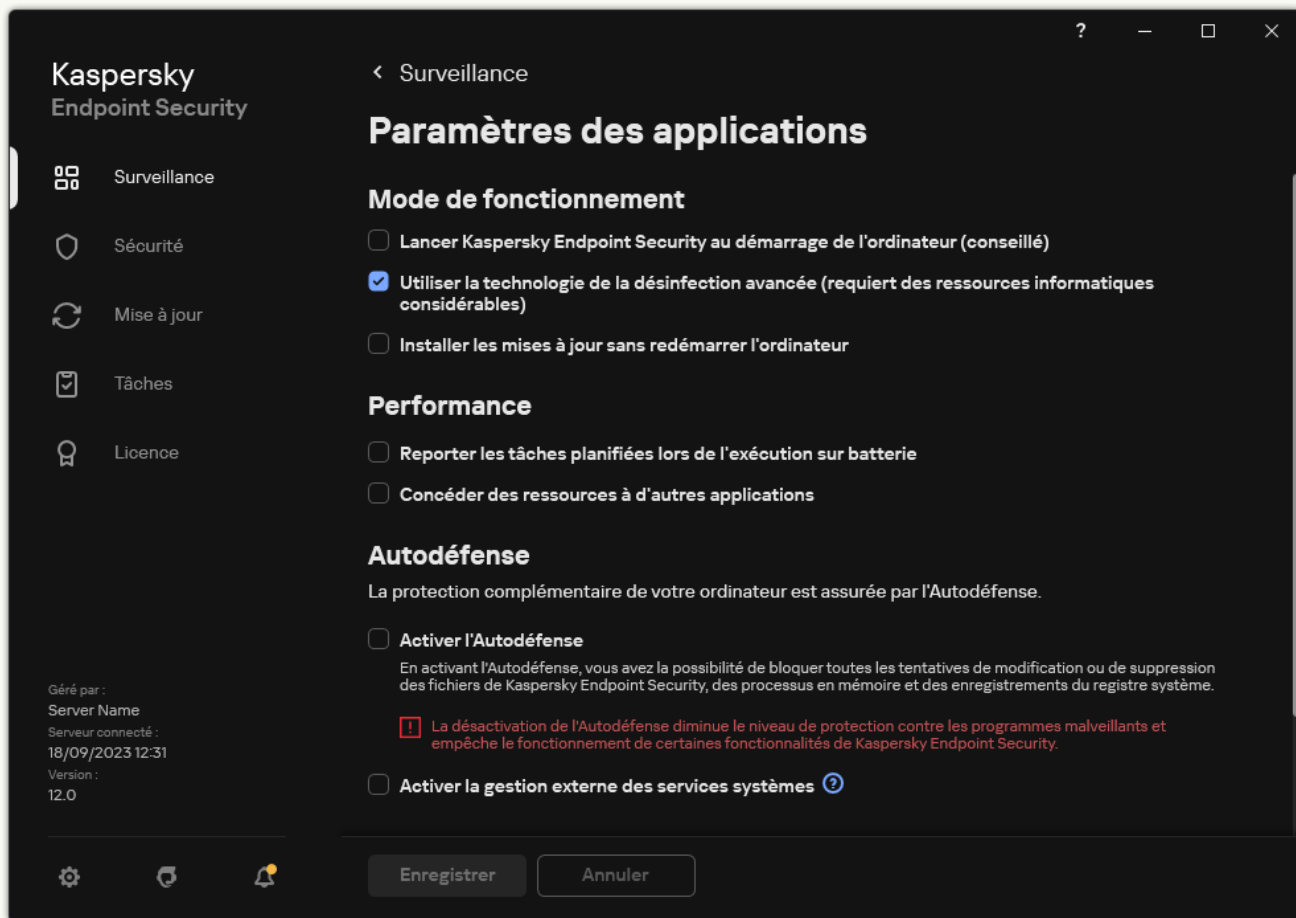 ?
Kaspersky
Endpoint Security
Surveillance
Sécurité
Mise à jour
Tâches
Licence
Géré par :
Server Name
Serveur connecté :
18/09/2023 12:31
Version :
12.0
Surveillance
Paramètres des applications
Mode de fonctionnement
Lancer Kaspersky Endpoint Security au démarrage de l'ordinateur (conseillé)
Utiliser la technologie de la désinfection avancée (requiert des ressources informatiques
considérables)
Installer les mises à jour sans redémarrer l'ordinateur
Performance
Reporter les tâches planifiées lors de l'exécution sur batterie
Concéder des ressources à d'autres applications
Autodéfense
La protection complémentaire de votre ordinateur est assurée par l'Autodéfense.
Activer l'Autodéfense
En activant l'Autodéfense, vous avez la possibilité de bloquer toutes les tentatives de modification ou de suppression
des fichiers de Kaspersky Endpoint Security, des processus en mémoire et des enregistrements du registre système.
! La désactivation de l'Autodéfense diminue le niveau de protection contre les programmes malveillants et
empêche le fonctionnement de certaines fonctionnalités de Kaspersky Endpoint Security.
Activer la gestion externe des services systèmes ?
Enregistrer
Annuler